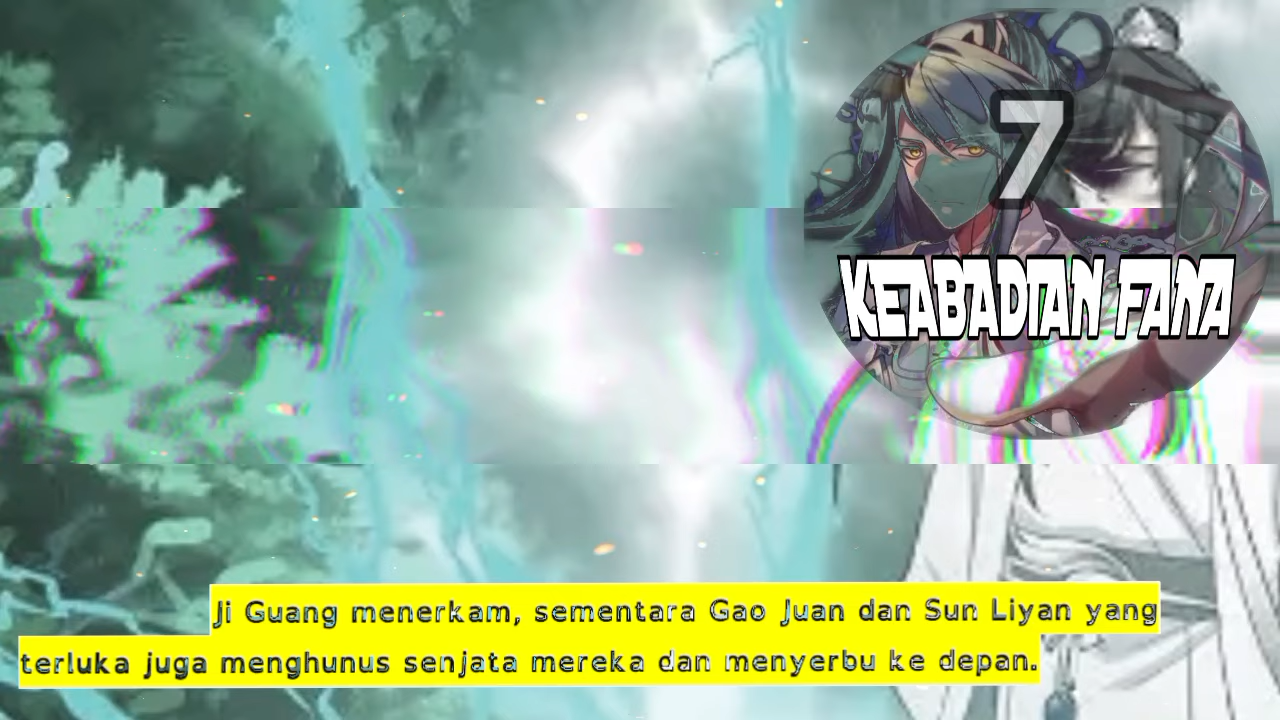 7
KEABADIAN FANA
Ji Guang menerkam, sementara Gao Juan dan Sun Liyan yang
terluka juga menghunus senjata mereka dan menyerbu ke depan.